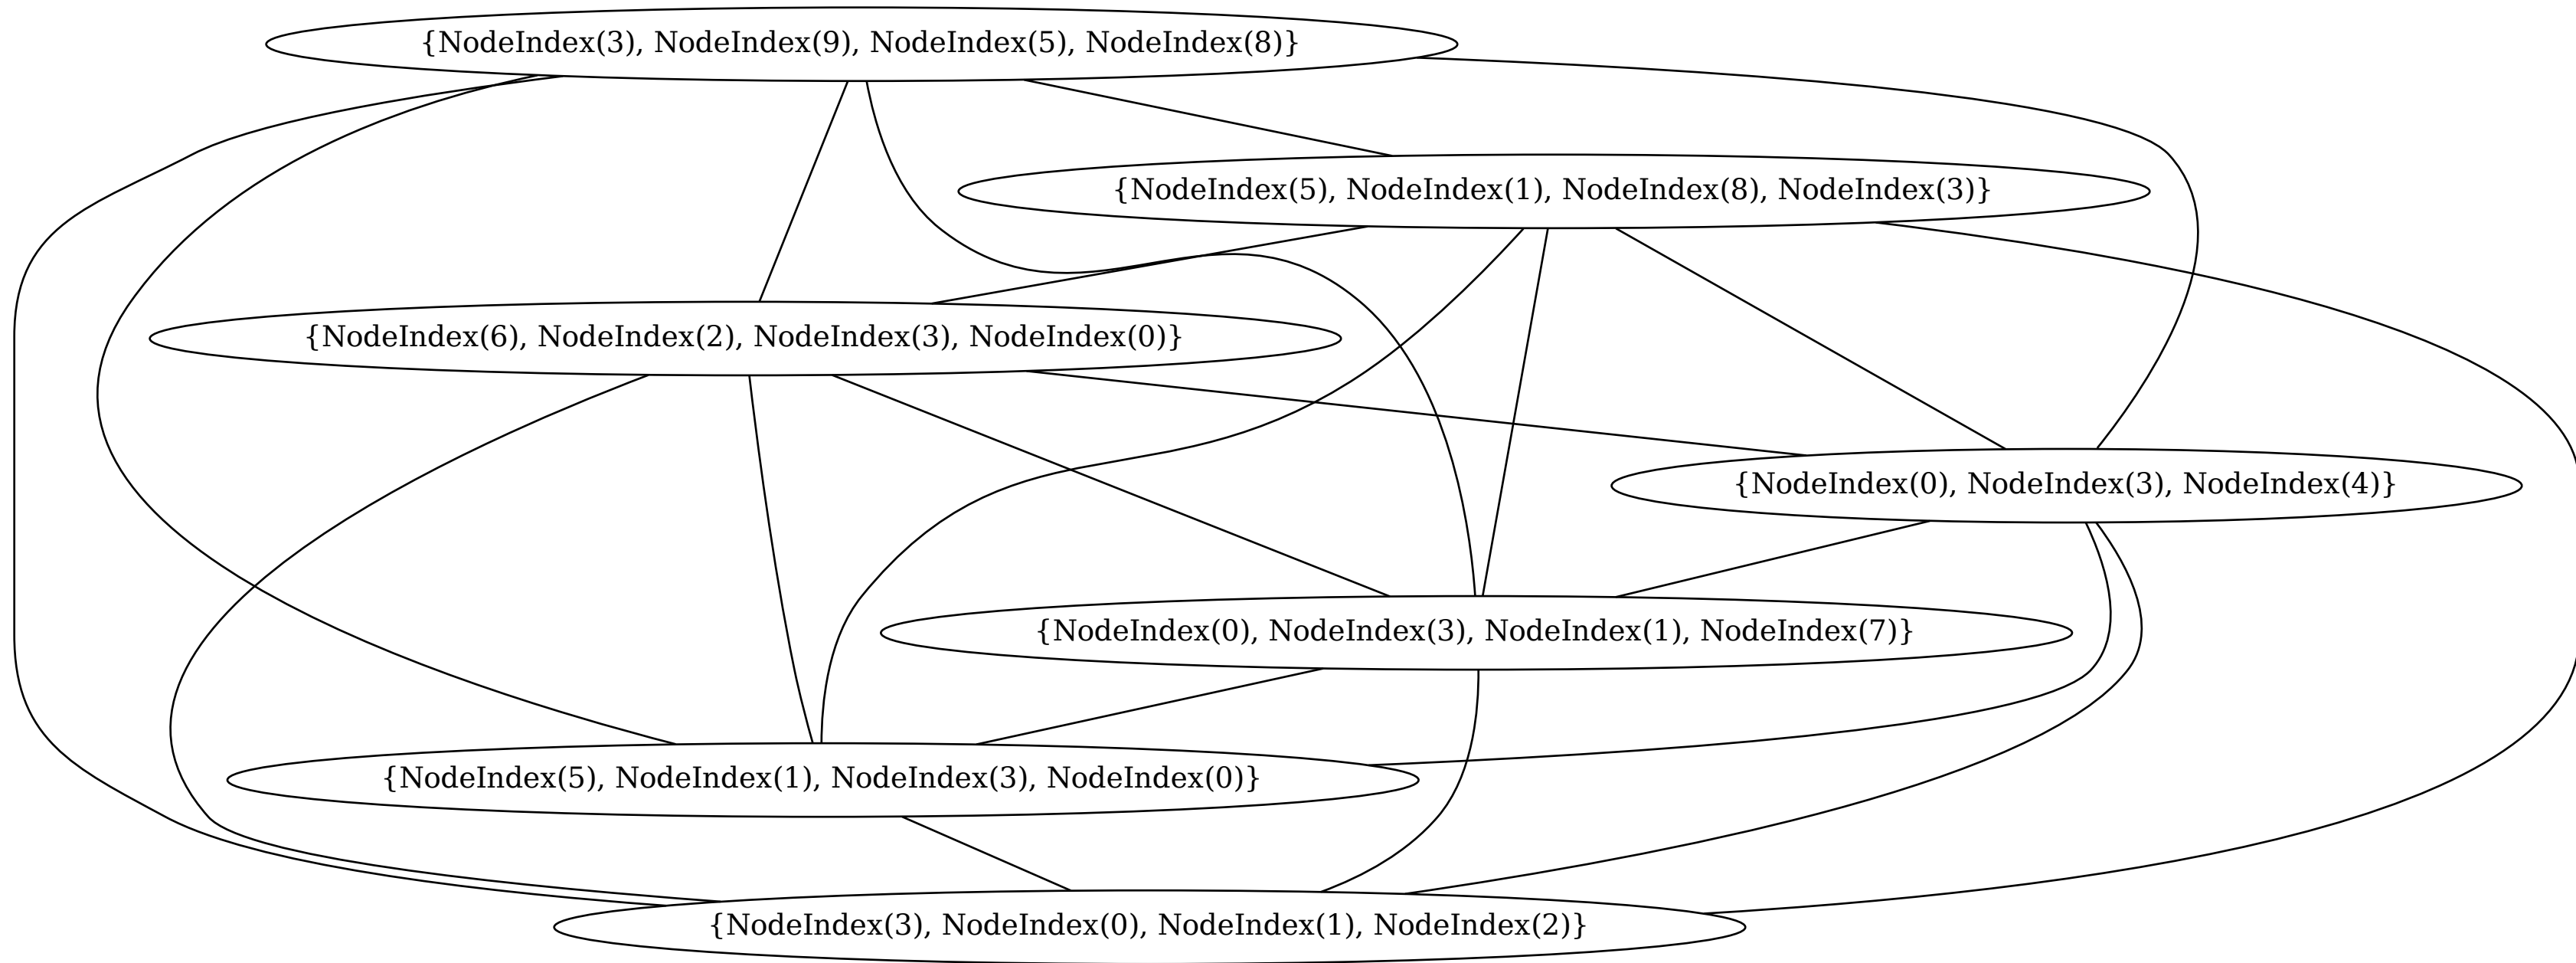 {NodeIndex(3), NodeIndex(9), NodeIndex(5), NodeIndex(8)}
{NodeIndex(5), NodeIndex(1), NodeIndex(8), NodeIndex(3)}
{NodeIndex(6), NodeIndex(2), NodeIndex(3), NodeIndex(0)}
{NodeIndex(0), NodeIndex(3), NodeIndex(4)}
{NodeIndex(0), NodeIndex(3), NodeIndex(1), NodeIndex(7)}
{NodeIndex(5), NodeIndex(1), NodeIndex(3), NodeIndex(0)}
{NodeIndex(3), NodeIndex(0), NodeIndex(1), NodeIndex(2)}